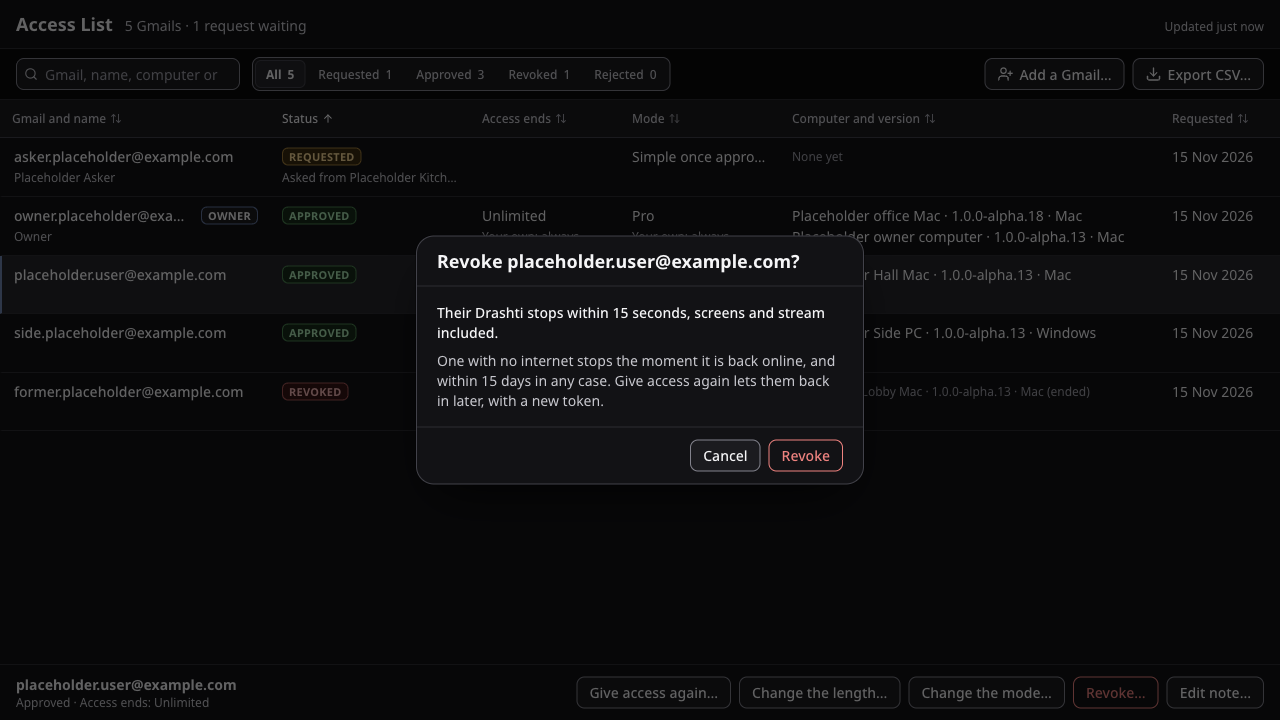 Access List 5 Gmails · 1 request waiting
Updated just now
Gmail, name, computer or
All 5 Requested 1 Approved 3 Revoked 1 Rejected 0
Add a Gmail...
Export CSV...
Gmail and name Status Access ends Mode Computer and version Requested
asker.placeholder@example.com REQUESTED Simple once appro... None yet 15 Nov 2026
Placeholder Asker Asked from Placeholder Kitch...
owner.placeholder@exa... OWNER APPROVED Unlimited Pro Placeholder office Mac · 1.0.0-alpha.18 · Mac 15 Nov 2026
Owner Placeholder owner computer · 1.0.0-alpha.13 · Mac
placeholder.user@example.com APPROVED Hall Mac · 1.0.0-alpha.13 · Mac 15 Nov 2026
side.placeholder@example.com APPROVED Side PC · 1.0.0-alpha.13 · Windows 15 Nov 2026
former.placeholder@example.com REVOKED Lobby Mac · 1.0.0-alpha.13 · Mac (ended) 15 Nov 2026
Revoke placeholder.user@example.com?
Their Drashti stops within 15 seconds, screens and stream
included.
One with no internet stops the moment it is back online, and
within 15 days in any case. Give access again lets them back
in later, with a new token.
Cancel Revoke
placeholder.user@example.com
Approved · Access ends: Unlimited
Give access again... Change the length... Change the mode... Revoke... Edit note...